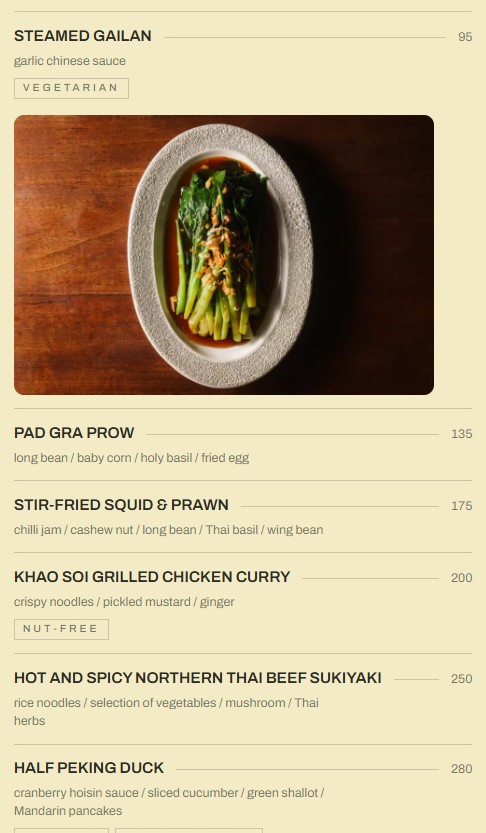 STEAMED GAILAN 95
garlic chinese sauce
VEGETARIAN
PAD GRA PROW 135
long bean / baby corn / holy basil / fried egg
STIR-FRIED SQUID & PRAWN 175
chilli jam / cashew nut / long bean / Thai basil / wing bean
KHAO SOI GRILLED CHICKEN CURRY 200
crispy noodles / pickled mustard / ginger
NUT-FREE
HOT AND SPICY NORTHERN THAI BEEF SUKIYAKI 250
rice noodles / selection of vegetables / mushroom / Thai
herbs
HALF PEKING DUCK 280
cranberry hoisin sauce / sliced cucumber / green shallot /
Mandarin pancakes